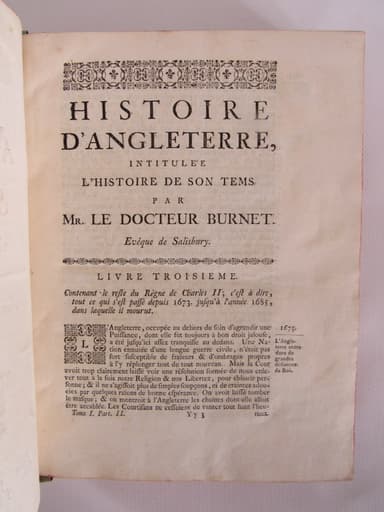 HISTOIRE
D'ANGLETERRE,
INTITULÉE
L'HISTOIRE DE SON TEMS
PAR
MR. LE DOCTEUR BURNET.
Evêque de Salisbury.
LIVRE TROISIEME.
Contenant le reste du Règne de Charles II; c'est à dire,
tout ce qui s'est passé depuis 1673. jusqu'à l'année 1685,
dans laquelle il mourut.
L'Angleterre, occupée au dehors du soin d'agrandir une
Puissance, dont elle fut toujours à bon droit jalouse,
a été jusqu'ici assez tranquille au dedans. Une Na-
tion ennuiée d'une longue guerre civile, n'étoit pas
fort susceptible de fraieurs & d'ombrages propres
à l'y replonger tout de tout nouveau. Mais la Cour
avoit trop clairement laissé voir une résolution formée de nous enle-
ver tout à la fois notre Religion & nos Libertez, pour éblouir per-
sonne; & il ne s'agissoit plus de simples soupçons, ni de craintes adou-
cies par quelques raions de bonne espérance. On avoit laissé tomber
le masque; & on montroit à l'Angleterre les chaines dont elle alloit
être accablée. Les Courtisans ne cessoient de vanter tout haut l'heu-
Tome I. Part. II. Yy 3 reux
1673.
L'Angle-
terre entre
dans de
grandes
défiances
du Roi.